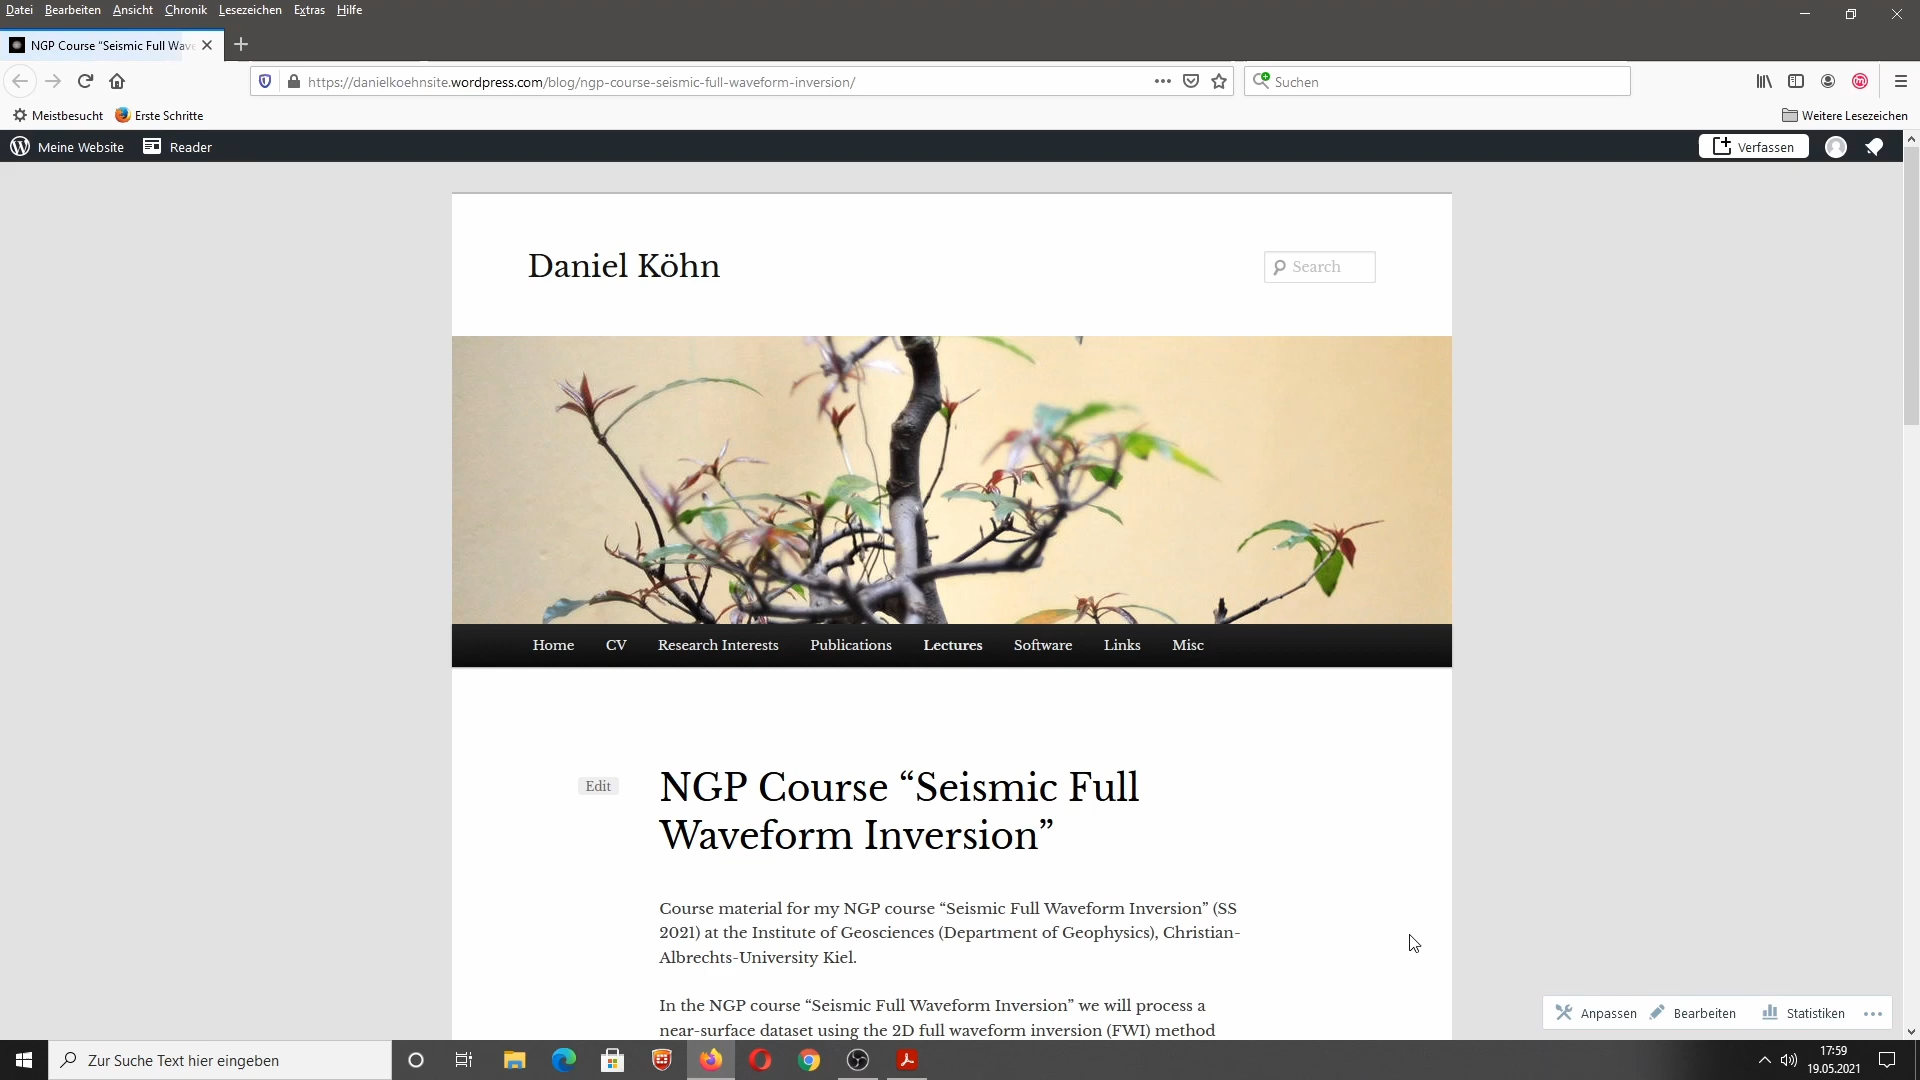 Datei Bearbeiten Ansicht Chronik Lesezeichen Extras Hilfe
NGP Course “Seismic Full Wave
https://danielkoehnsite.wordpress.com/blog/ngp-course-seismic-full-waveform-inversion/
Suchen
Meistbesucht Erste Schritte Weitere Lesezeichen
Meine Website Reader Verfassen
Daniel Köhn
Search
Home CV Research Interests Publications Lectures Software Links Misc
Edit
NGP Course “Seismic Full
Waveform Inversion”
Course material for my NGP course “Seismic Full Waveform Inversion” (SS
2021) at the Institute of Geosciences (Department of Geophysics), Christian-
Albrechts-University Kiel.
In the NGP course “Seismic Full Waveform Inversion” we will process a
near-surface dataset using the 2D full waveform inversion (FWI) method
Anpassen Bearbeiten Statistiken
Zur Suche Text hier eingeben
17:59
19.05.2021